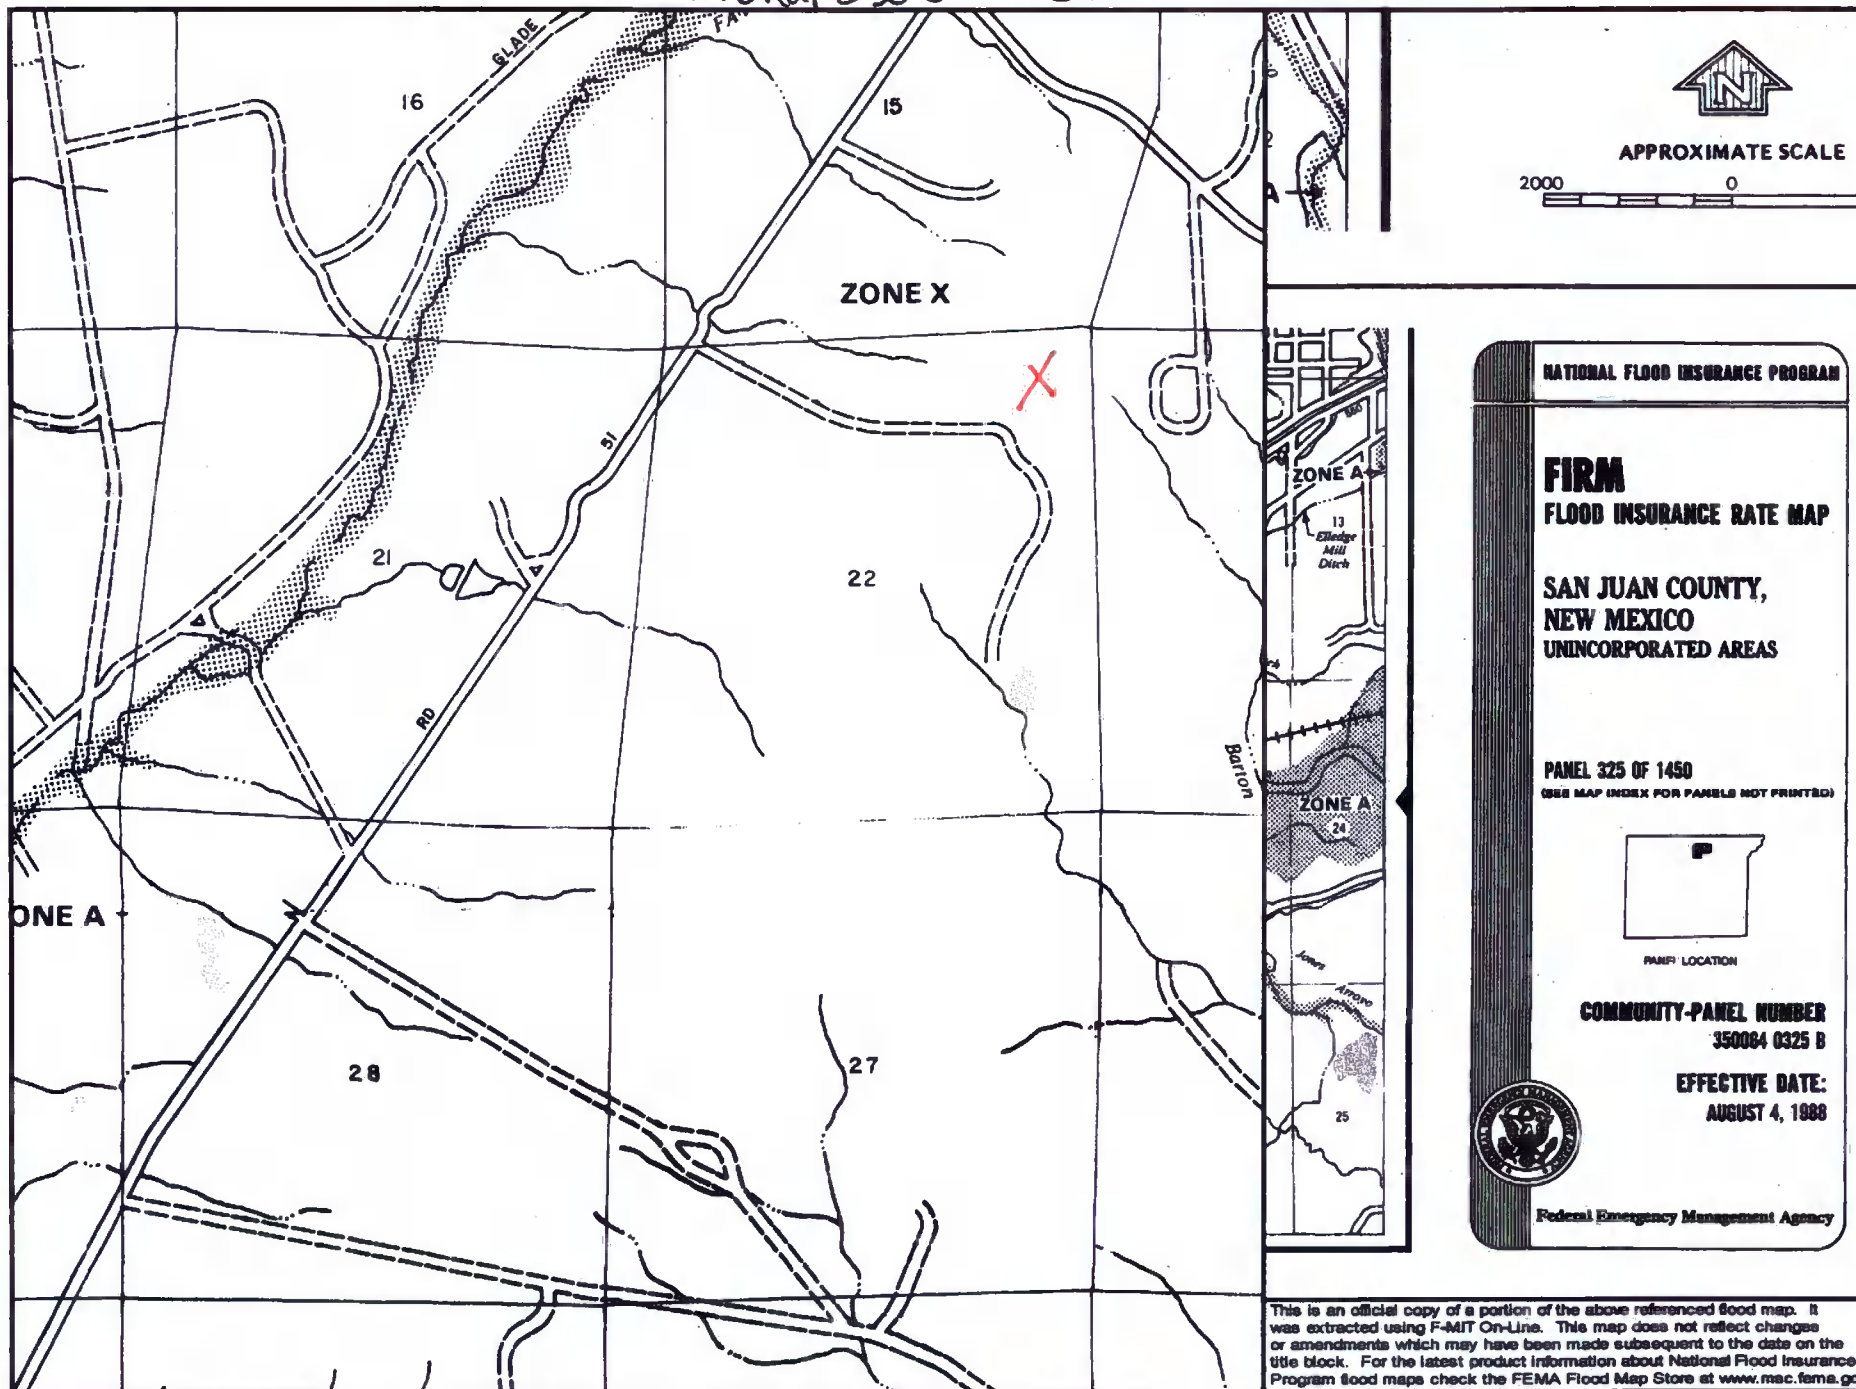 GLADE
16
15
ZONE X
51
21
22
RD
Barton
ONE A
28
27
A
ZONE A
13
Elledge
Mill
Ditch
ZONE A
24
Jones
Arroyo
25
N
APPROXIMATE SCALE
2000 0
NATIONAL FLOOD INSURANCE PROGRAM
FIRM
FLOOD INSURANCE RATE MAP
SAN JUAN COUNTY,
NEW MEXICO
UNINCORPORATED AREAS
PANEL 325 OF 1450
(SEE MAP INDEX FOR PANELS NOT PRINTED)
PANEL LOCATION
COMMUNITY-PANEL NUMBER
350064 0325 B
EFFECTIVE DATE:
AUGUST 4, 1988
Federal Emergency Management Agency
This is an official copy of a portion of the above referenced flood map. It
was extracted using F-MIT On-Line. This map does not reflect changes
or amendments which may have been made subsequent to the date on the
title block. For the latest product information about National Flood Insurance
Program flood maps check the FEMA Flood Map Store at www.msc.fema.go